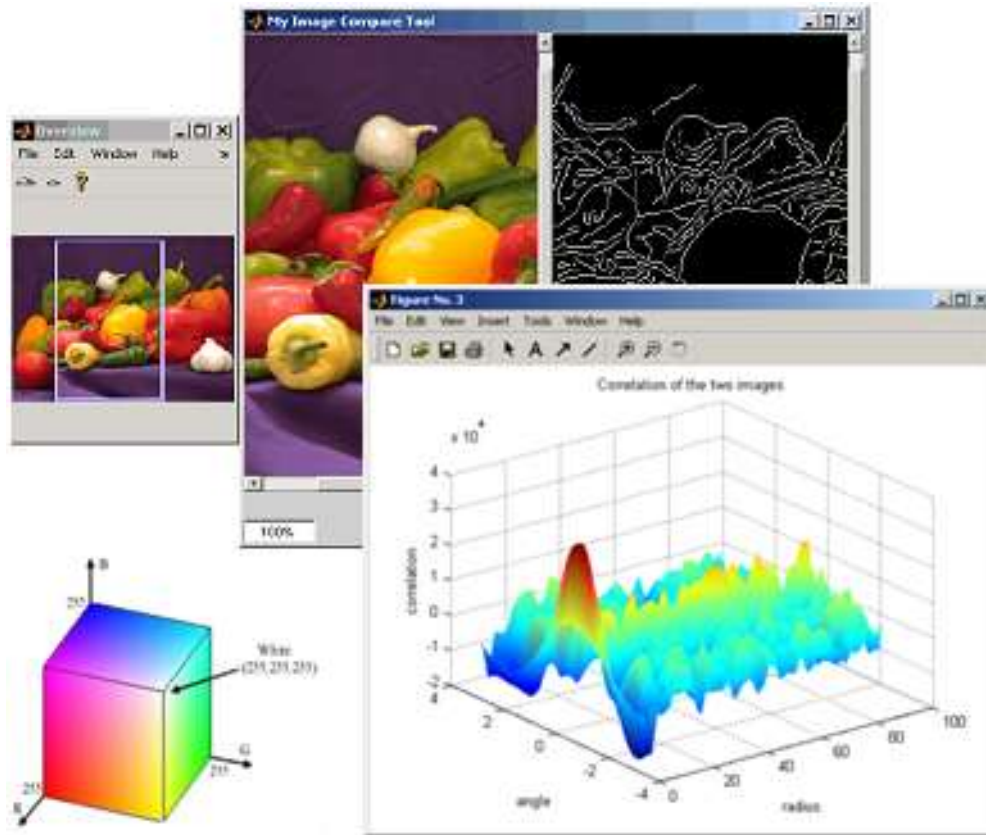 My Image Compare Tool
Overview
File Edit Window Help »
100%
Figure No. 3
File Edit View Insert Tools Window Help
A
Correlation of the two images
x 10
4
4
3
2
1
0
-1
-2
correlation
4
2
0
-2
-4
angle
0
20
40
60
80
100
radius
B
255
White
(255,255,255)
G
255
255
R